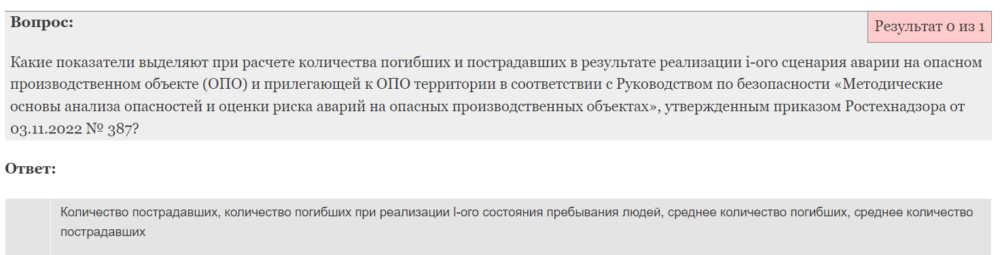 Вопрос:
Результат 0 из 1
Какие показатели выделяют при расчете количества погибших и пострадавших в результате реализации i-ого сценария аварии на опасном
производственном объекте (ОПО) и прилегающей к ОПО территории в соответствии с Руководством по безопасности «Методические
основы анализа опасностей и оценки риска аварий на опасных производственных объектах», утвержденным приказом Ростехнадзора от
03.11.2022 № 387?
Ответ:
Количество пострадавших, количество погибших при реализации l-ого состояния пребывания людей, среднее количество погибших, среднее количество
пострадавших